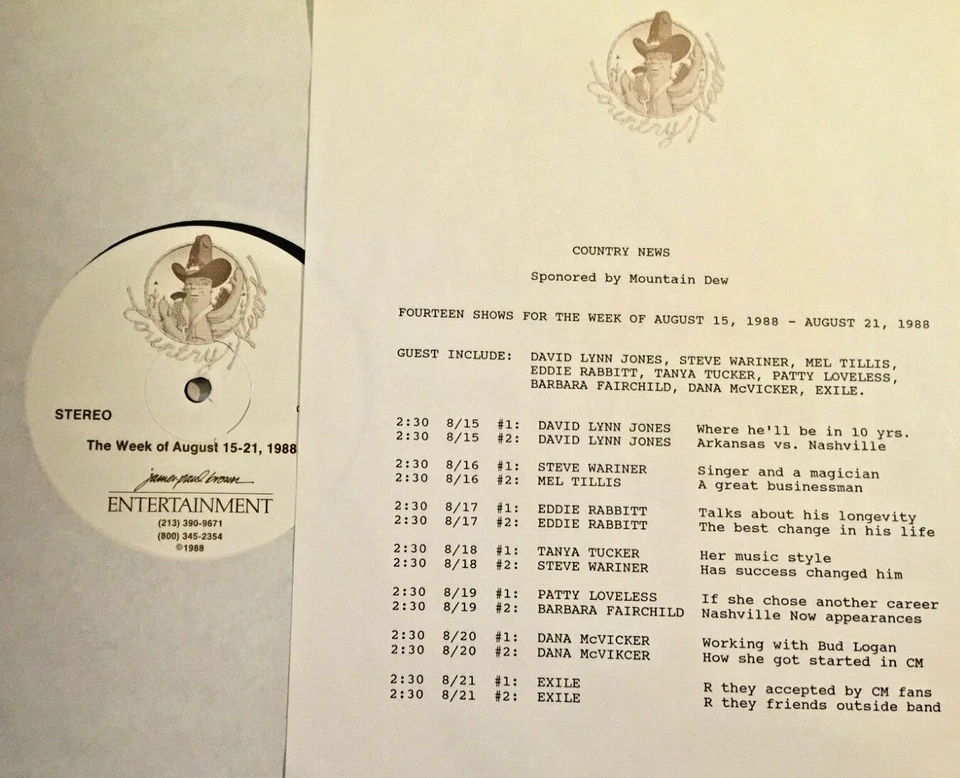 Country News
STEREO
The Week of August 15-21, 1988
james paul brown
ENTERTAINMENT
(213) 390-9671
(800) 345-2354
©1988
Country News
COUNTRY NEWS
Sponored by Mountain Dew
FOURTEEN SHOWS FOR THE WEEK OF AUGUST 15, 1988 - AUGUST 21, 1988
GUEST INCLUDE: DAVID LYNN JONES, STEVE WARINER, MEL TILLIS,
EDDIE RABBITT, TANYA TUCKER, PATTY LOVELESS,
BARBARA FAIRCHILD, DANA McVICKER, EXILE.
2:30 8/15 #1: DAVID LYNN JONES Where he'll be in 10 yrs.
2:30 8/15 #2: DAVID LYNN JONES Arkansas vs. Nashville
2:30 8/16 #1: STEVE WARINER Singer and a magician
2:30 8/16 #2: MEL TILLIS A great businessman
2:30 8/17 #1: EDDIE RABBITT Talks about his longevity
2:30 8/17 #2: EDDIE RABBITT The best change in his life
2:30 8/18 #1: TANYA TUCKER Her music style
2:30 8/18 #2: STEVE WARINER Has success changed him
2:30 8/19 #1: PATTY LOVELESS If she chose another career
2:30 8/19 #2: BARBARA FAIRCHILD Nashville Now appearances
2:30 8/20 #1: DANA McVICKER Working with Bud Logan
2:30 8/20 #2: DANA McVIKCER How she got started in CM
2:30 8/21 #1: EXILE R they accepted by CM fans
2:30 8/21 #2: EXILE R they friends outside band